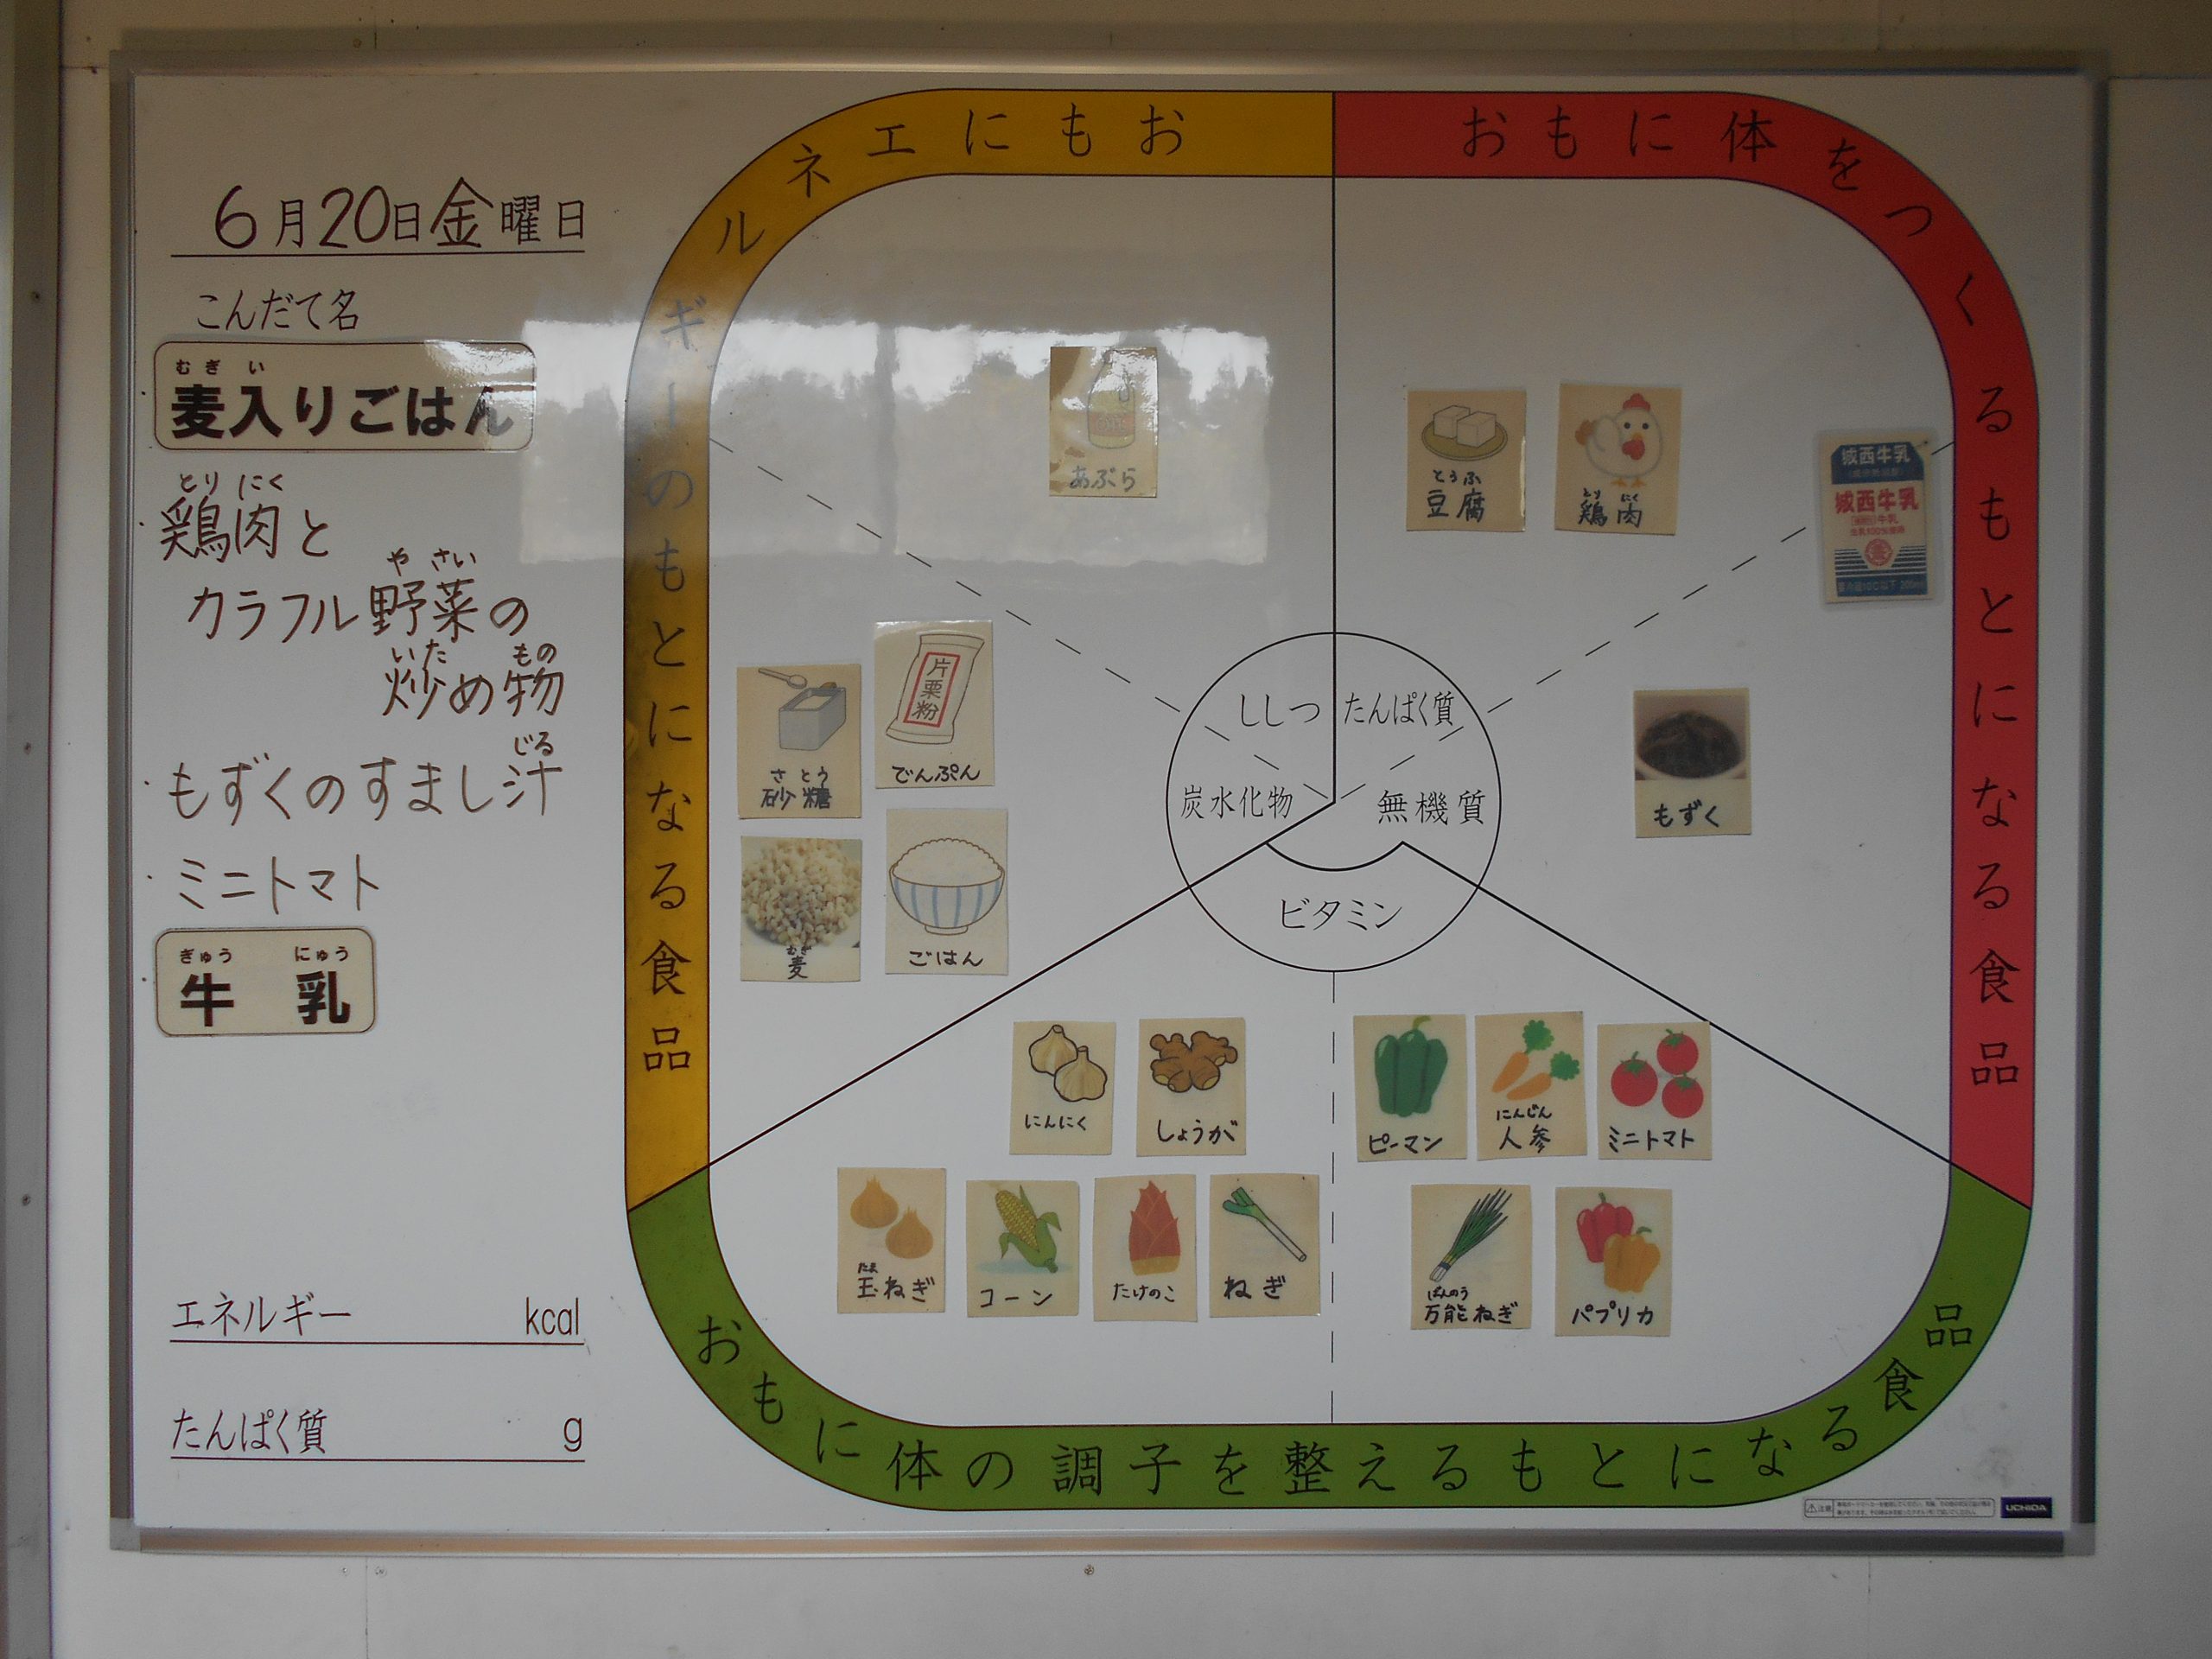 6月20日金曜日
こんだて名
むぎ い
麦入りごはん
とり にく
鶏肉と
や さい
カラフル野菜の
いた もの
炒め物
じる
もずくのすまし汁
ミニトマト
ぎゅう にゅう
牛 乳
エネルギー kcal
たんぱく質 g
おもにエネルギーのもとになる食品
おもに体をつくるもとになる食品
おもに体の調子を整えるもとになる食品
ししつ
たんぱく質
炭水化物
無機質
ビタミン
あぶら
さ とう
砂糖
片栗粉
でんぷん
むぎ
麦
ごはん
とうふ
豆腐
とり にく
鶏肉
城西牛乳
城西牛乳
もずく
にんにく
しょうが
たま
玉ねぎ
コーン
たけのこ
ねぎ
ピーマン
にんじん
人参
ミニトマト
ばんのう
万能ねぎ
パプリカ
注意
UCHIDA